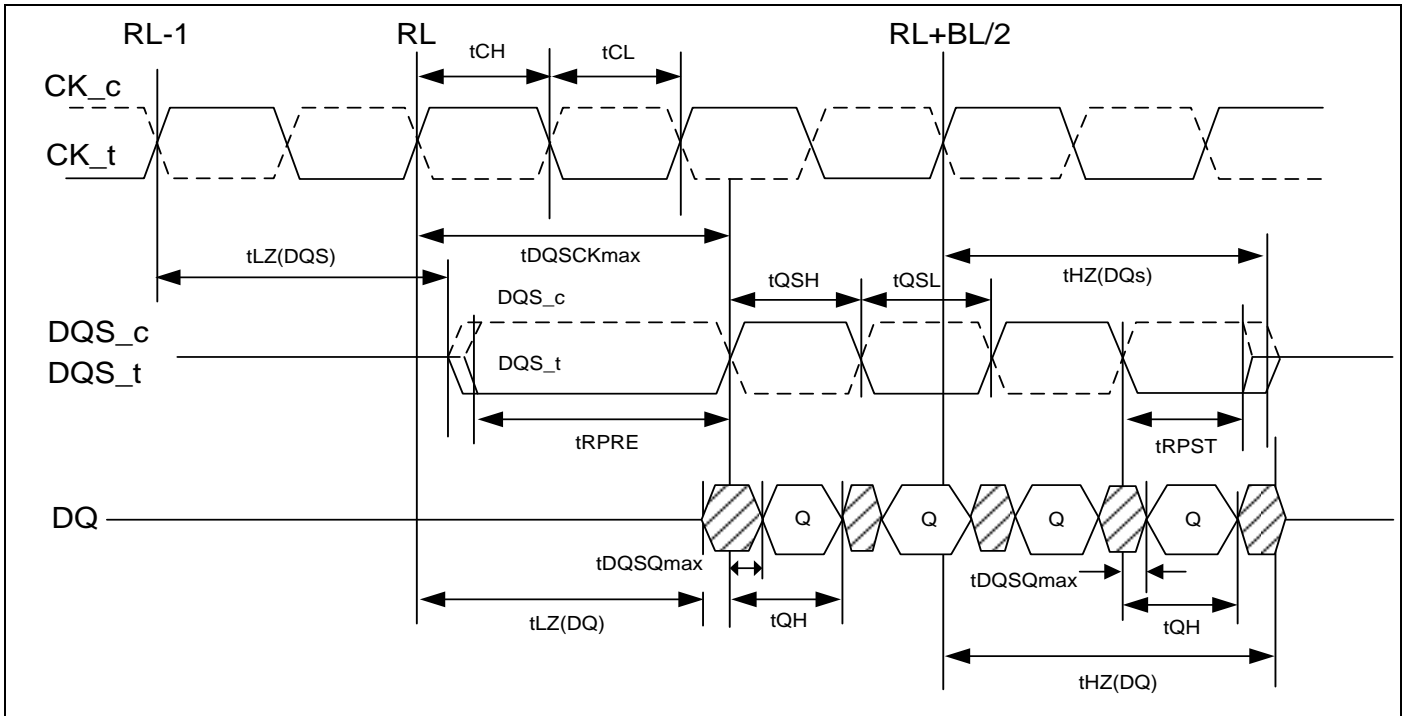 RL-1
RL
RL+BL/2
tCH
tCL
CK_c
CK_t
tLZ(DQS)
tDQSCKmax
tHZ(DQs)
tQSH
tQSL
DQS_c
DQS_c
DQS_t
DQS_t
tRPRE
tRPST
DQ
Q
Q
Q
Q
tDQSQmax
tDQSQmax
tLZ(DQ)
tQH
tQH
tHZ(DQ)